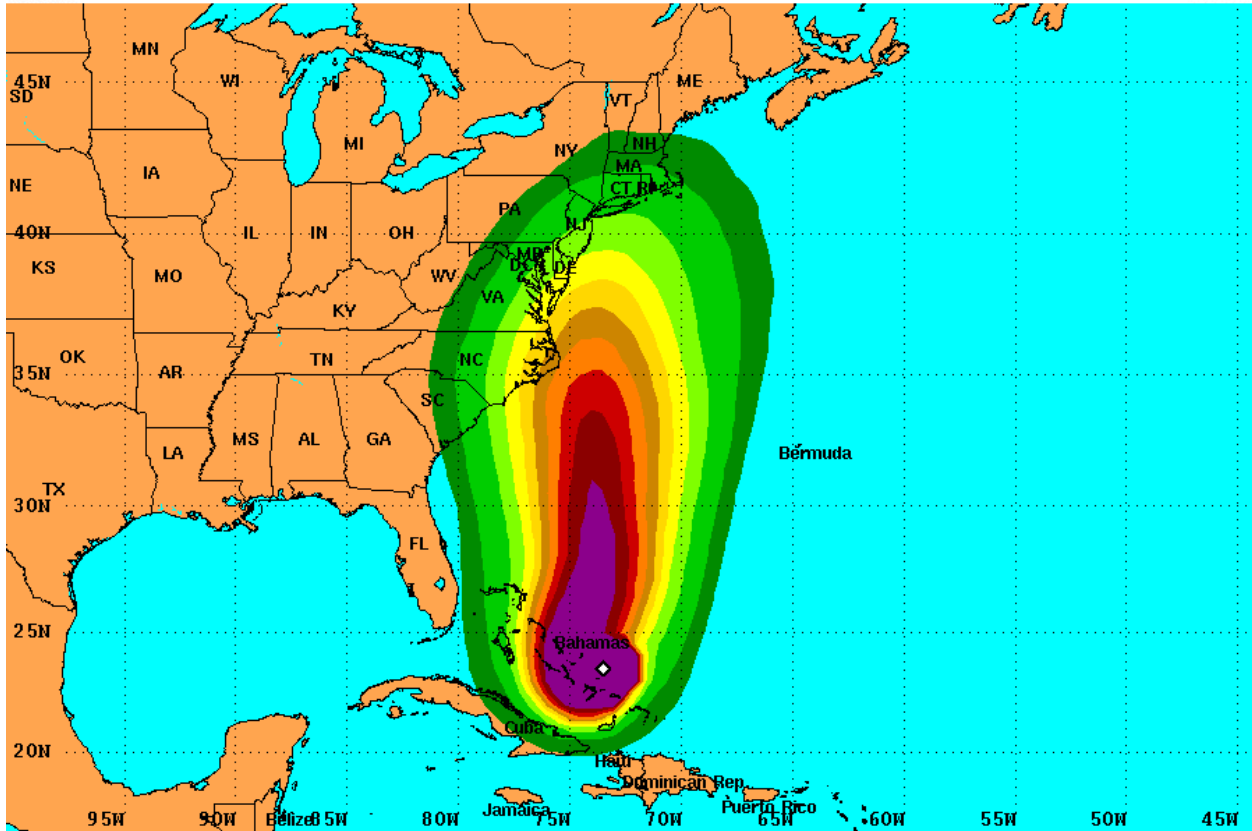 MN
45N
WI
ME
SD
VT
MI
NY
NH
MA
IA
NE
CT RI
PA
NJ
40N
IL
IN
OH
MD
DC
DE
KS
MO
WV
VA
KY
OK
TN
NC
35N
AR
SC
MS
AL
GA
LA
Bermuda
TX
30N
FL
25N
Bahamas
Cuba
20N
Haiti
Dominican Rep.
Jamaica
Puerto Rico
95W 90W Belize 85W 80W 75W 70W 65W 60W 55W 50W 45W